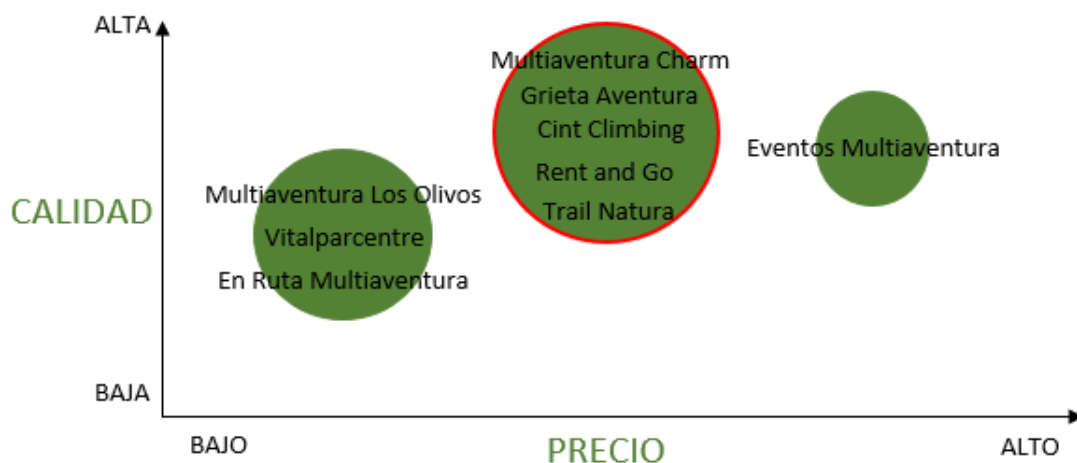 ALTA
CALIDAD
BAJA
Multiaventura Los Olivos
Vitalparcentre
En Ruta Multiaventura
Multiaventura Charm
Grieta Aventura
Cint Climbing
Rent and Go
Trail Natura
Eventos Multiaventura
BAJO
PRECIO
ALTO